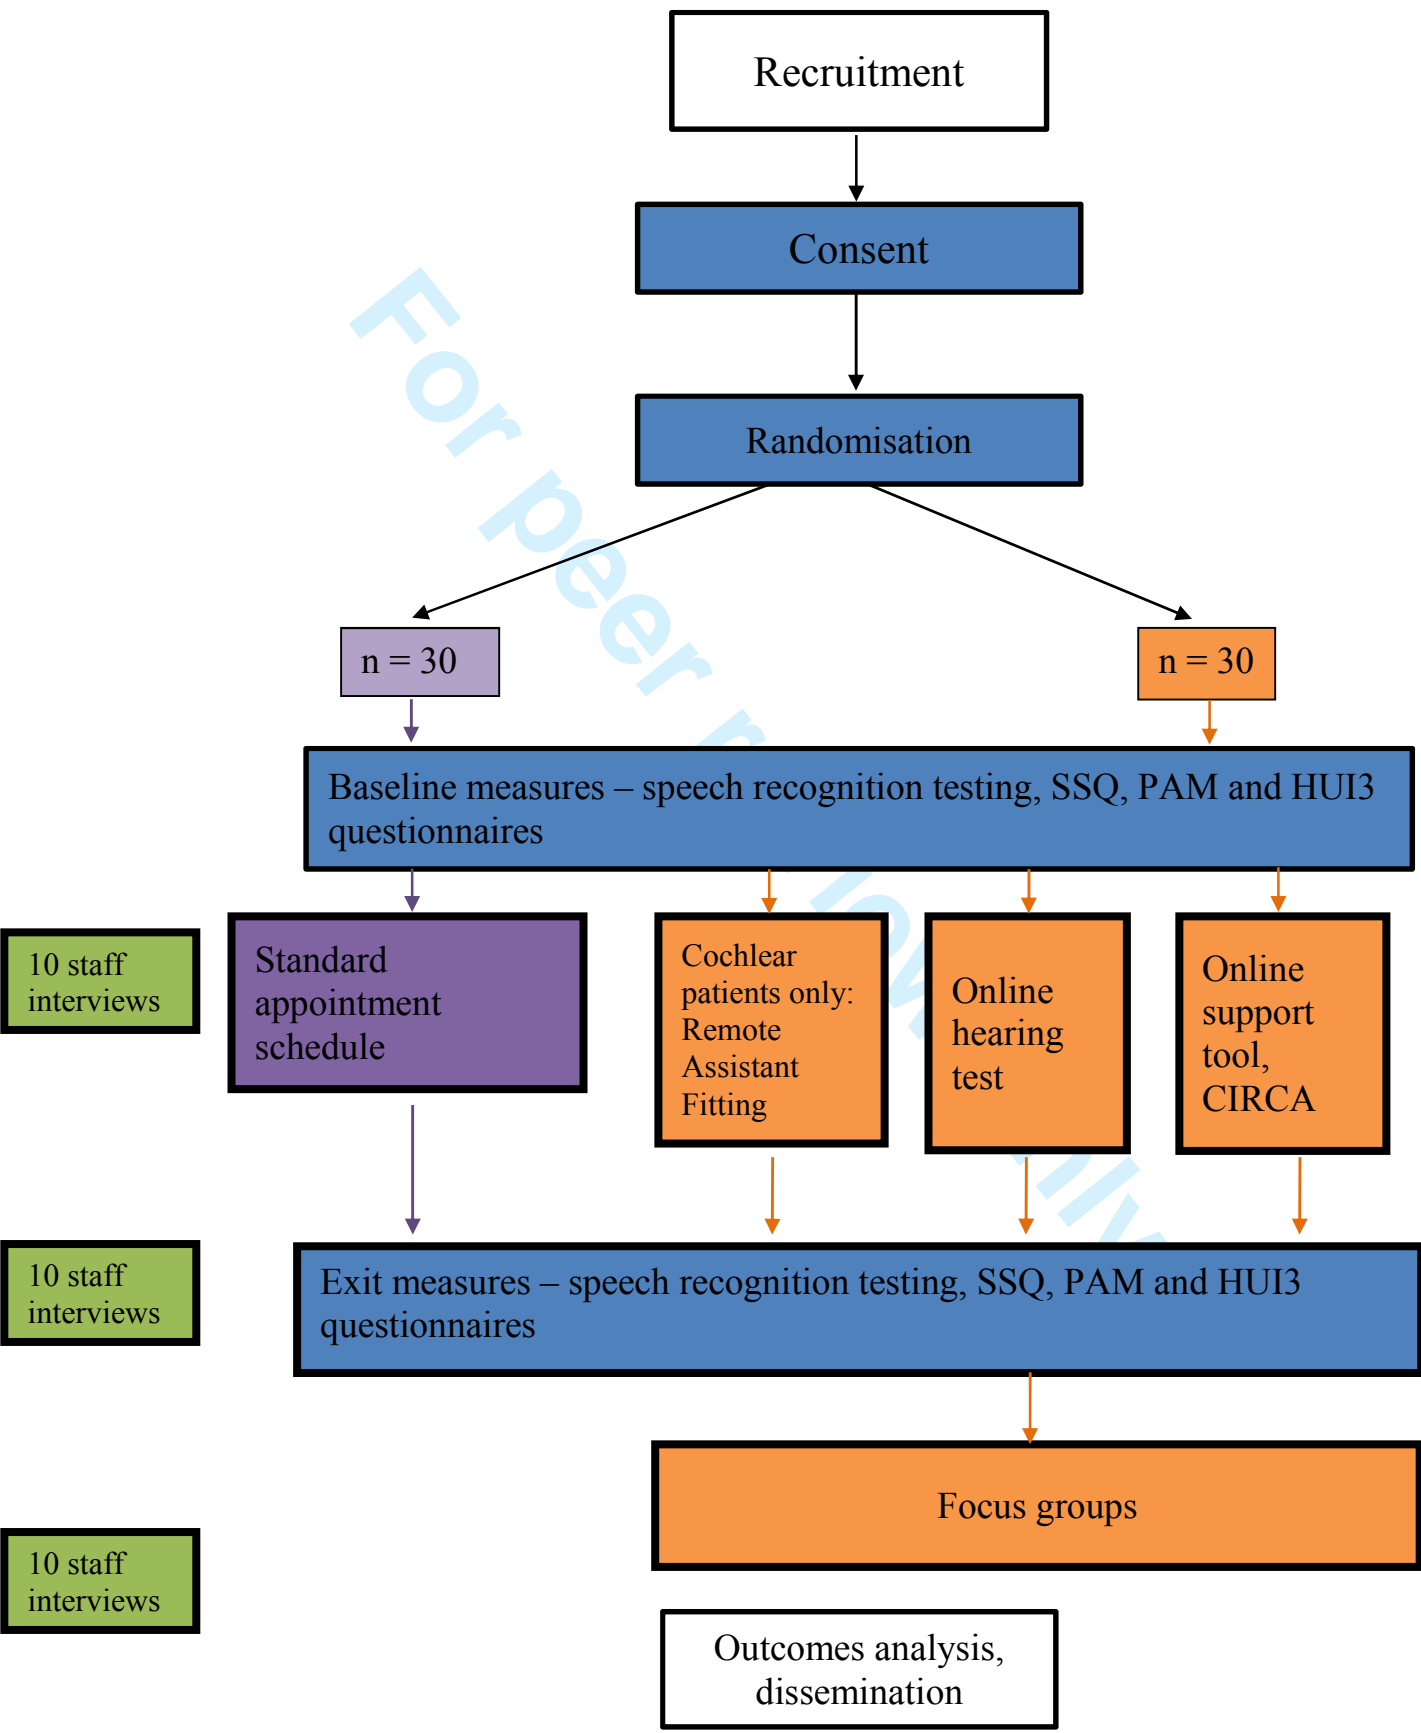 Recruitment
Consent
Randomisation
n = 30
n = 30
Baseline measures – speech recognition testing, SSQ, PAM and HUI3
questionnaires
10 staff
interviews
Standard
appointment
schedule
Cochlear
patients only:
Remote
Assistant
Fitting
Online
hearing
test
Online
support
tool,
CIRCA
10 staff
interviews
Exit measures – speech recognition testing, SSQ, PAM and HUI3
questionnaires
Focus groups
10 staff
interviews
Outcomes analysis,
dissemination
For peer